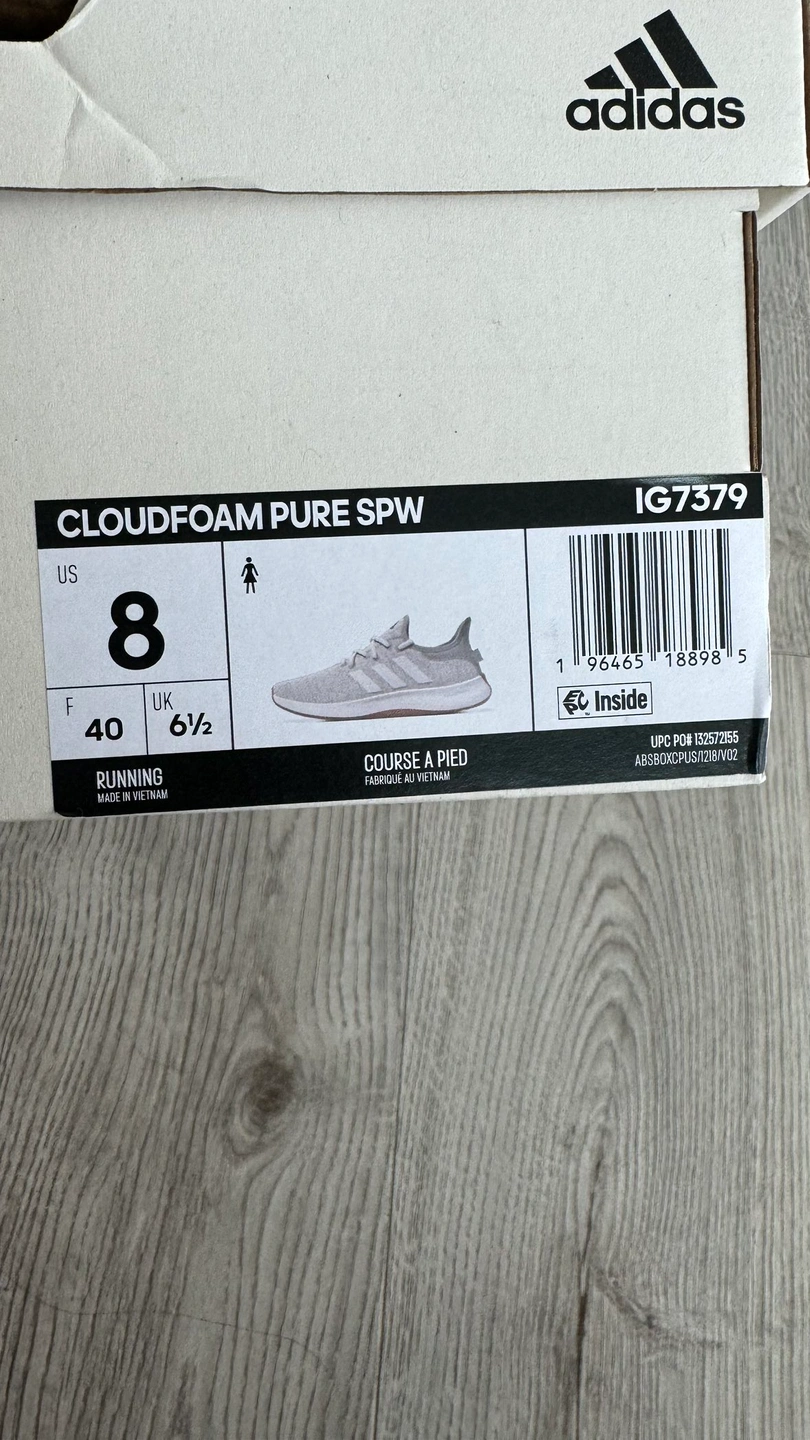 adidas
CLOUDFOAM PURE SPW
IG7379
US
8
F
40
UK
6½
1 96465 18898 5
EPC™ Inside
RUNNING
MADE IN VIETNAM
COURSE A PIED
FABRIQUÉ AU VIETNAM
UPC PO# 132572155
ABSBOXCPUS/1218/V02